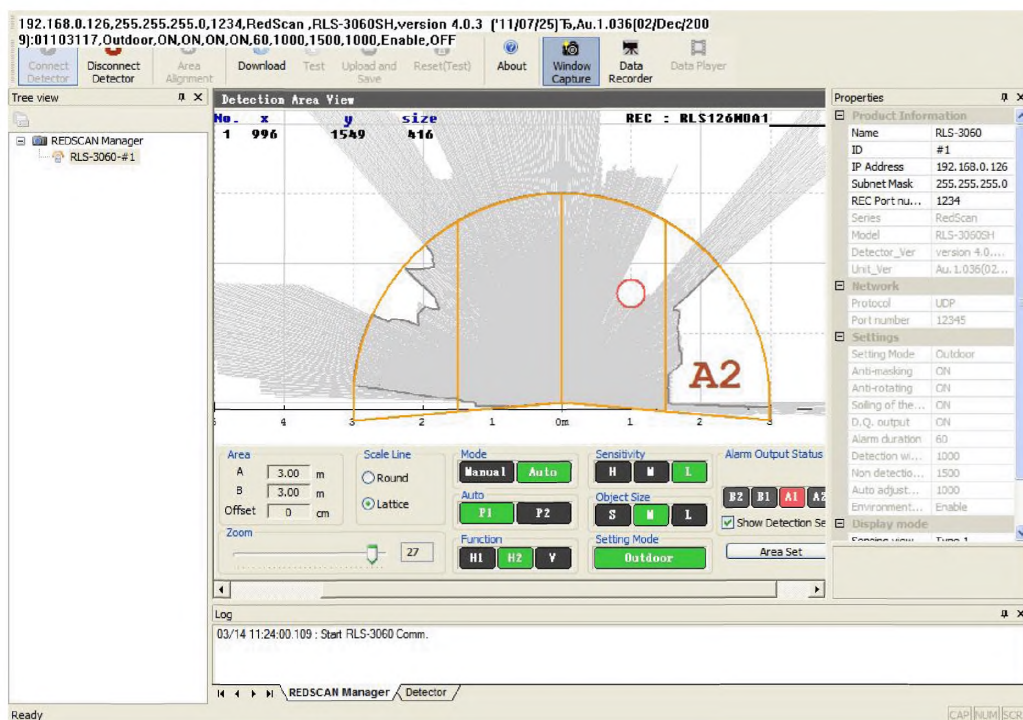 192.168.0.126,255.255.255.0,1234,RedScan ,RLS-3060SH,version 4.0.3 ('11/07/25)Ъ,Au.1.036(02/Dec/200
9):01103117,Outdoor,ON,ON,ON,ON,60,1000,1500,1000,Enable,OFF
Connect Detector
Disconnect Detector
Area Alignment
Download
Test
Upload and Save
Reset(Test)
About
Window Capture
Data Recorder
Data Player
Tree view
REDSCAN Manager
RLS-3060-#1
Detection Area View
No. x y size
1 996 1549 416
REC : RLS126MOA1
A2
5 4 3 2 1 0m 1 2 3
Area
A 3.00 m
B 3.00 m
Offset 0 cm
Scale Line
Round
Lattice
Zoom
27
Mode
Manual Auto
Auto
P1 P2
Function
H1 H2 V
Sensitivity
H M L
Object Size
S M L
Setting Mode
Outdoor
Alarm Output Status
B2 B1 A1 A2
Show Detection Se
Area Set
Log
03/14 11:24:00.109 : Start RLS-3060 Comm.
REDSCAN Manager Detector
Ready
CAP NUM SCR
Properties
Product Information
Name RLS-3060
ID #1
IP Address 192.168.0.126
Subnet Mask 255.255.255.0
REC Port nu... 1234
Series RedScan
Model RLS-3060SH
Detector_Ver version 4.0....
Unit_Ver Au.1.036(02...
Network
Protocol UDP
Port number 12345
Settings
Setting Mode Outdoor
Anti-masking ON
Anti-rotating ON
Soiling of the... ON
D.Q. output ON
Alarm duration 60
Detection wi... 1000
Non detectio... 1500
Auto adjust... 1000
Environment... Enable
Display mode
Sensing view Type 1